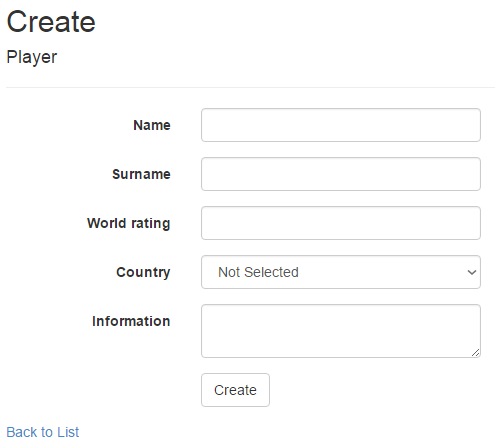 Create
Player
Name
Surname
World rating
Country Not Selected
Information
Create
Back to List